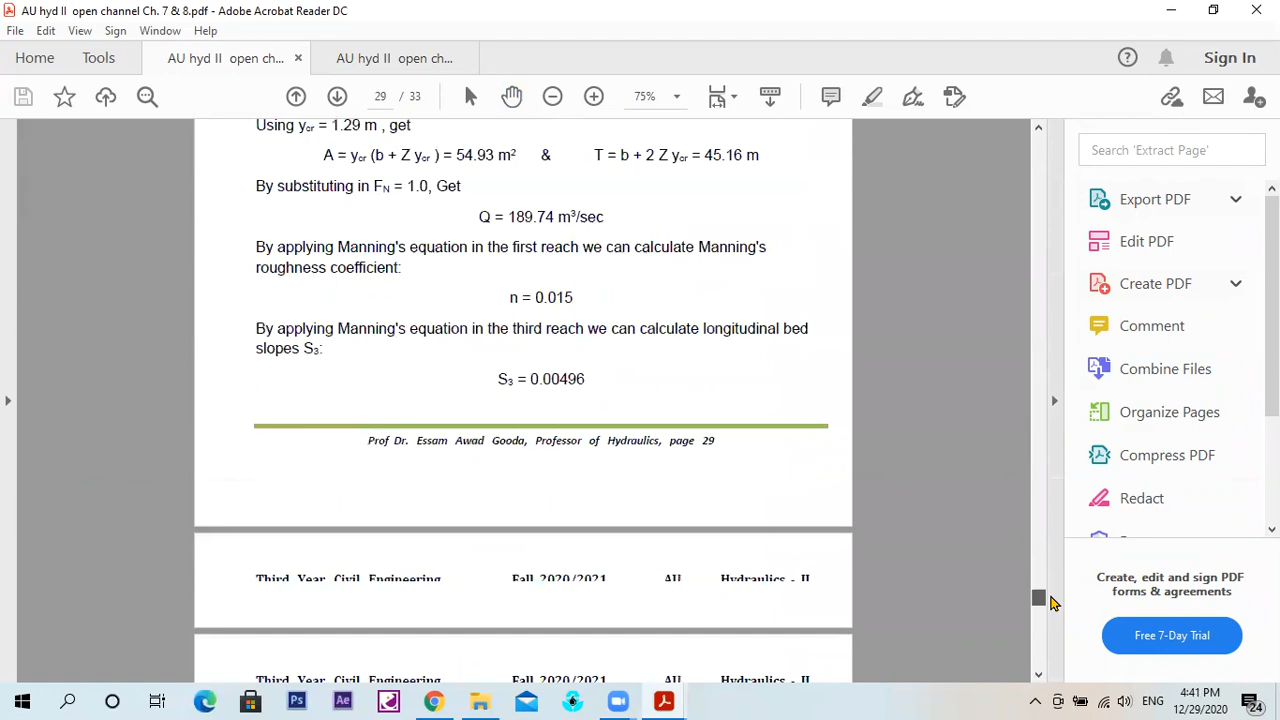 AU hyd II open channel Ch. 7 & 8.pdf - Adobe Acrobat Reader DC
File Edit View Sign Window Help
Home Tools AU hyd II open ch... × AU hyd II open ch... Sign In
29 / 33 75%
Using ycr = 1.29 m , get
A = ycr (b + Z ycr ) = 54.93 m² & T = b + 2 Z ycr = 45.16 m
By substituting in FN = 1.0, Get
Q = 189.74 m³/sec
By applying Manning's equation in the first reach we can calculate Manning's
roughness coefficient:
n = 0.015
By applying Manning's equation in the third reach we can calculate longitudinal bed
slopes S₃:
S₃ = 0.00496
Prof Dr. Essam Awad Gooda, Professor of Hydraulics, page 29
Third Year Civil Engineering Fall 2020/2021 AU Hydraulics - II
Third Year Civil Engineering Fall 2020/2021 AU Hydraulics - II
Search 'Extract Page'
Export PDF
Edit PDF
Create PDF
Comment
Combine Files
Organize Pages
Compress PDF
Redact
Create, edit and sign PDF
forms & agreements
Free 7-Day Trial
Ps Ae
ENG
4:41 PM
12/29/2020
24